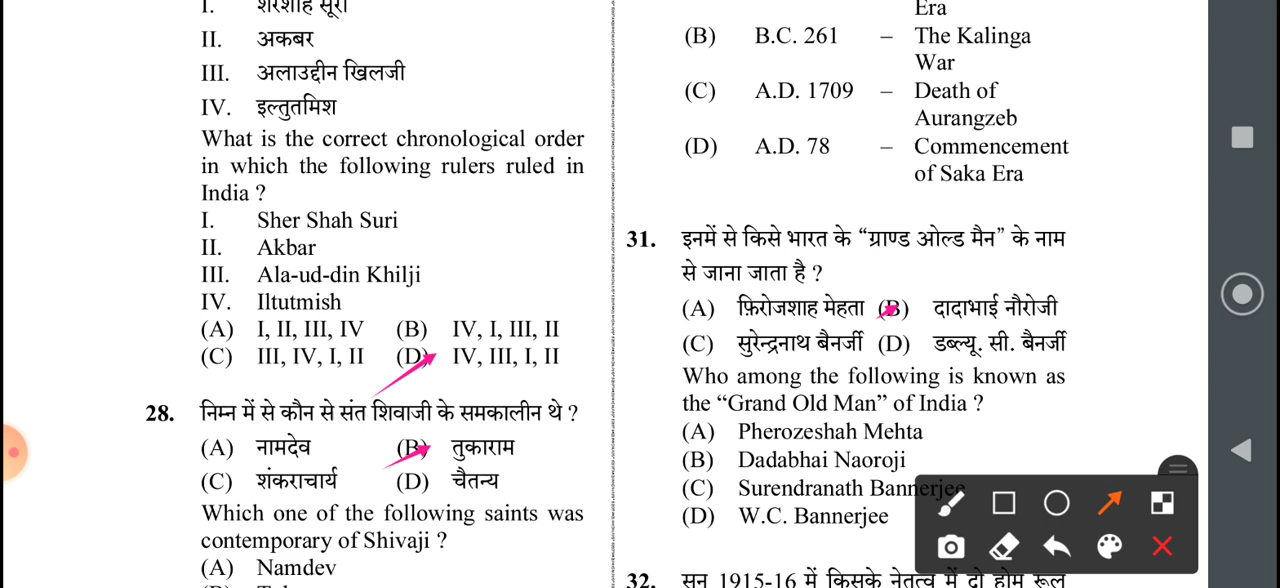 I. शेरशाह सूरी
II. अकबर
III. अलाउद्दीन खिलजी
IV. इल्तुतमिश
What is the correct chronological order
in which the following rulers ruled in
India ?
I. Sher Shah Suri
II. Akbar
III. Ala-ud-din Khilji
IV. Iltutmish
(A) I, II, III, IV (B) IV, I, III, II
(C) III, IV, I, II (D) IV, III, I, II
28. निम्न में से कौन से संत शिवाजी के समकालीन थे ?
(A) नामदेव (B) तुकाराम
(C) शंकराचार्य (D) चैतन्य
Which one of the following saints was
contemporary of Shivaji ?
(A) Namdev
Era
(B) B.C. 261 – The Kalinga
War
(C) A.D. 1709 – Death of
Aurangzeb
(D) A.D. 78 – Commencement
of Saka Era
31. इनमें से किसे भारत के “ग्राण्ड ओल्ड मैन” के नाम
से जाना जाता है ?
(A) फ़िरोजशाह मेहता (B) दादाभाई नौरोजी
(C) सुरेन्द्रनाथ बैनर्जी (D) डब्ल्यू. सी. बैनर्जी
Who among the following is known as
the “Grand Old Man” of India ?
(A) Pherozeshah Mehta
(B) Dadabhai Naoroji
(C) Surendranath Bannerjee
(D) W.C. Bannerjee
32. सन् 1915-16 में किसके नेतृत्व में दो होम रूल